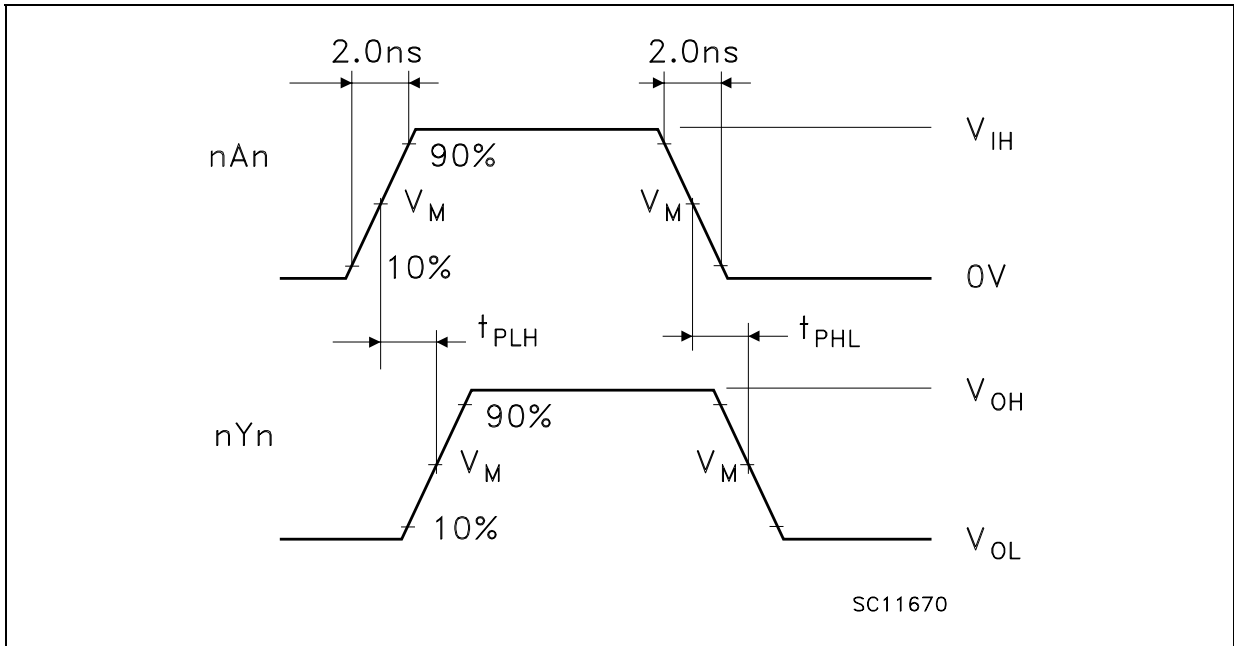 2.0ns 2.0ns
nAn 90% V_IH
V_M V_M
10% 0V
t_PLH t_PHL
nYn 90% V_OH
V_M V_M
10% V_OL
SC11670